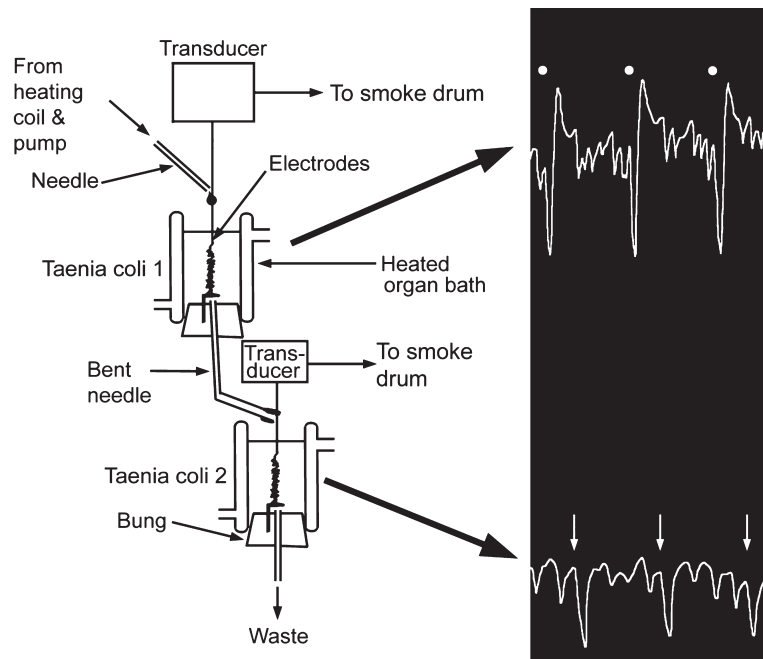 Transducer
From
heating
coil &
pump
To smoke drum
Needle
Electrodes
Taenia coli 1
Heated
organ bath
Trans-
ducer
To smoke
drum
Bent
needle
Taenia coli 2
Bung
Waste